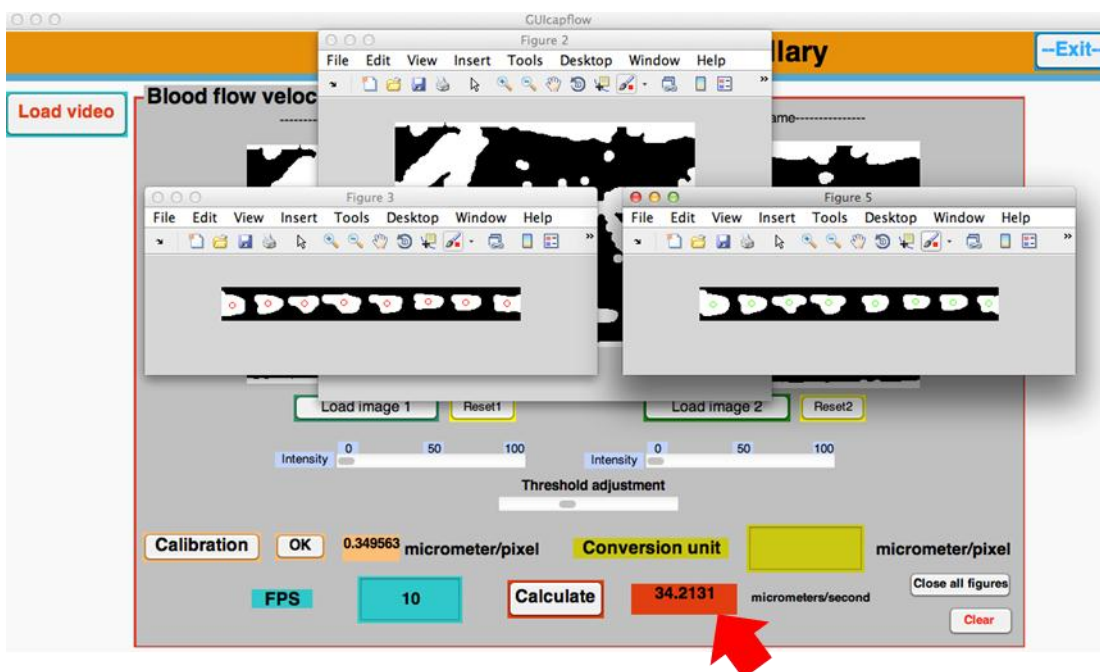 GUIcapflow
llary
--Exit--
Load video
Blood flow veloc
ame---------------
Figure 2
File Edit View Insert Tools Desktop Window Help
Figure 3
File Edit View Insert Tools Desktop Window Help
Figure 5
File Edit View Insert Tools Desktop Window Help
Load image 1 Reset1 Load image 2 Reset2
Intensity 0 50 100 Intensity 0 50 100
Threshold adjustment
Calibration OK 0.349563 micrometer/pixel Conversion unit micrometer/pixel
FPS 10 Calculate 34.2131 micrometers/second Close all figures
Clear